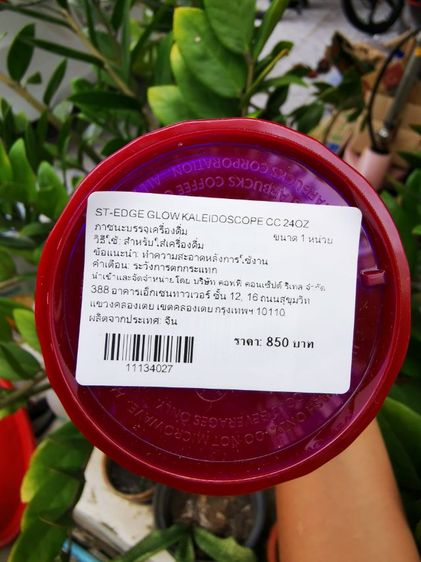 ST-EDGE GLOW KALEIDOSCOPE CC 24OZ
ภาชนะบรรจุเครื่องดื่ม
วิธีใช้: สำหรับใส่เครื่องดื่ม ขนาด 1 หน่วย
ข้อแนะนำ: ทำความสะอาดหลังการใช้งาน
คำเตือน: ระวังการตกกระแทก
นำเข้าและจัดจำหน่ายโดย บริษัท คอฟฟี่ คอนเซ็ปต์ รีเทล จำกัด
388 อาคารเอ็กเชนทาวเวอร์ ชั้น 12, 16 ถนนสุขุมวิท
แขวงคลองเตย เขตคลองเตย กรุงเทพฯ 10110
ผลิตจากประเทศ: จีน
ราคา: 850 บาท
11134027
STARBUCKS CORPORATION
STARBUCKS COFFEE
DO NOT MICROWAVE
BEVERAGES ONLY